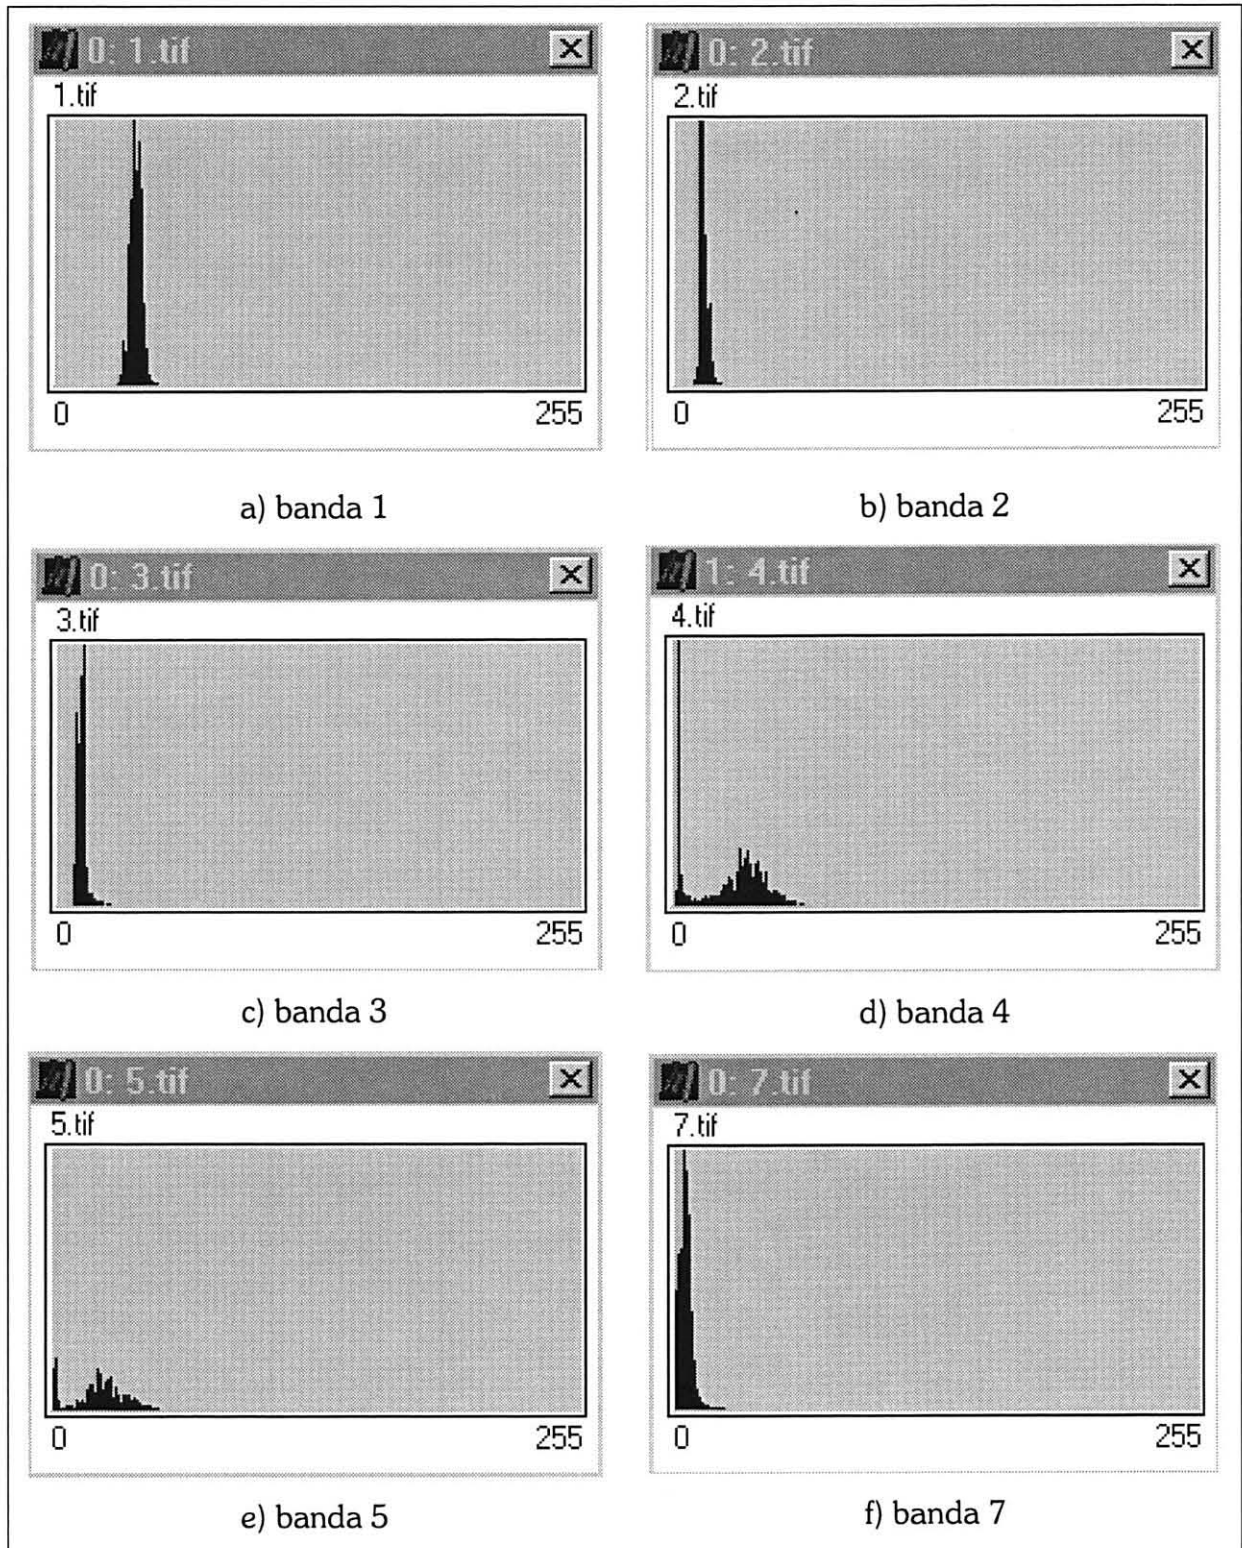 0: 1.tif
0: 2.tif
1.tif
2.tif
0 255
0 255
a) banda 1
b) banda 2
0: 3.tif
1: 4.tif
3.tif
4.tif
0 255
0 255
c) banda 3
d) banda 4
0: 5.tif
0: 7.tif
5.tif
7.tif
0 255
0 255
e) banda 5
f) banda 7